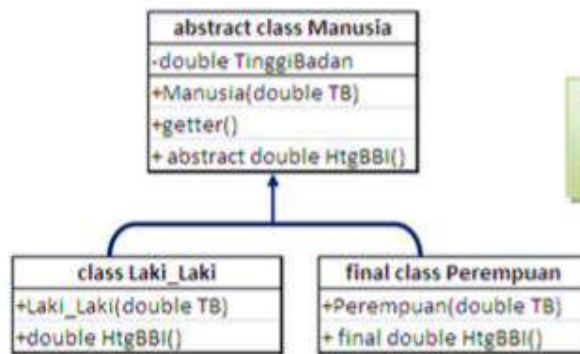 abstract class Manusia
-double TinggiBadan
+Manusia(double TB)
+getter()
+ abstract double HtgBBI()
class Laki_Laki
+Laki_Laki(double TB)
+double HtgBBI()
final class Perempuan
+Perempuan(double TB)
+ final double HtgBBI()